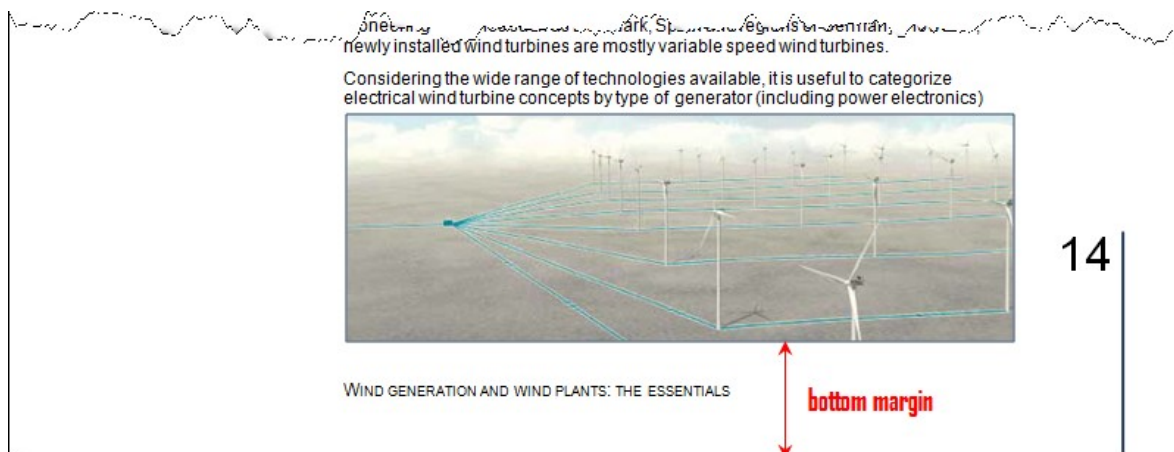 newly installed wind turbines are mostly variable speed wind turbines.
Considering the wide range of technologies available, it is useful to categorize
electrical wind turbine concepts by type of generator (including power electronics)
14
WIND GENERATION AND WIND PLANTS: THE ESSENTIALS
bottom margin